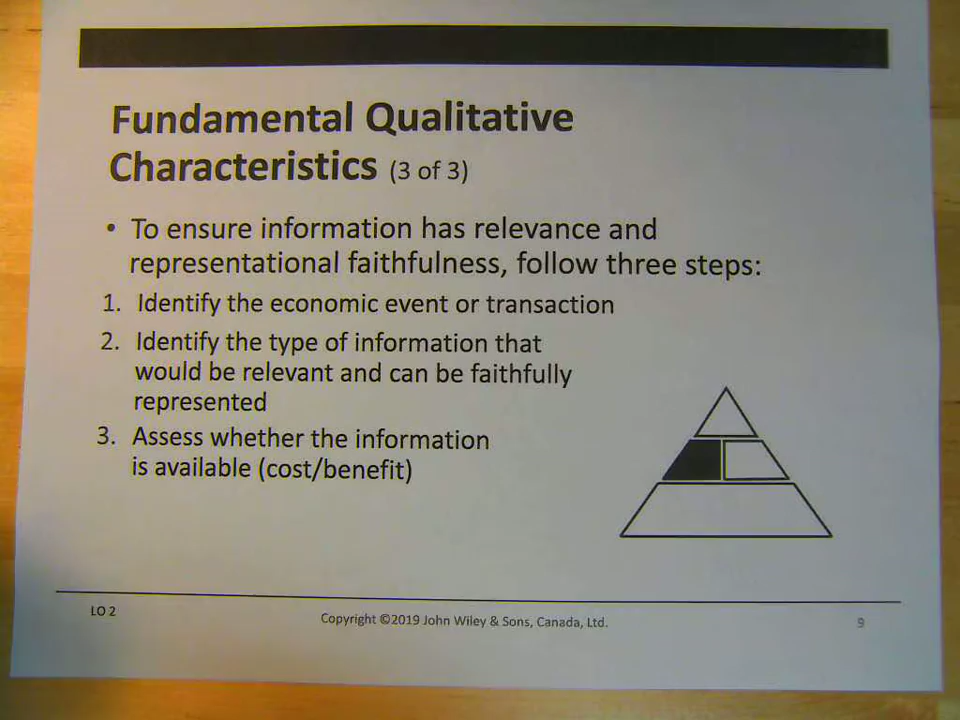 Fundamental Qualitative
Characteristics (3 of 3)
• To ensure information has relevance and
representational faithfulness, follow three steps:
1. Identify the economic event or transaction
2. Identify the type of information that
would be relevant and can be faithfully
represented
3. Assess whether the information
is available (cost/benefit)
LO 2
Copyright ©2019 John Wiley & Sons, Canada, Ltd.
9